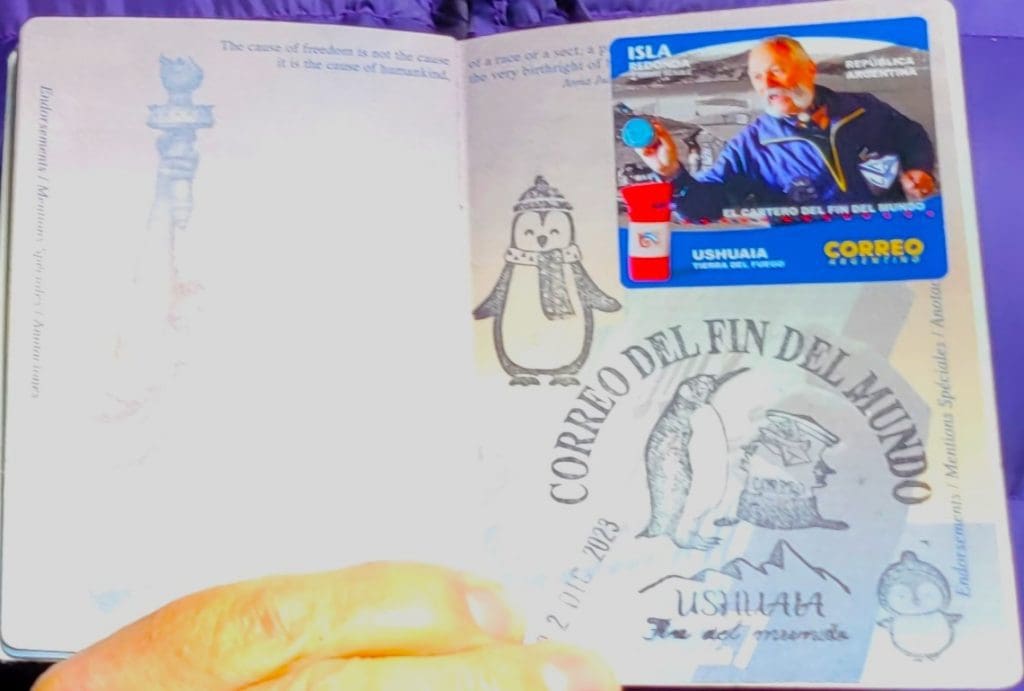 The cause of freedom is not the cause
of a race or a sect; a
it is the cause of humankind,
the very birthright of
Anna
Endorsements / Mentions Spéciales / Anotaciones
ISLA
REDONDA
REPÚBLICA
ARGENTINA
EL CARTERO DEL FIN DEL MUNDO
USHUAIA
TIERRA DEL FUEGO
CORREO
ARGENTINO
CORREO DEL FIN DEL MUNDO
CORREO
2 DIC 2023
USHUAIA
Fin del mundo
Endorsements / Mentions Spéciales /